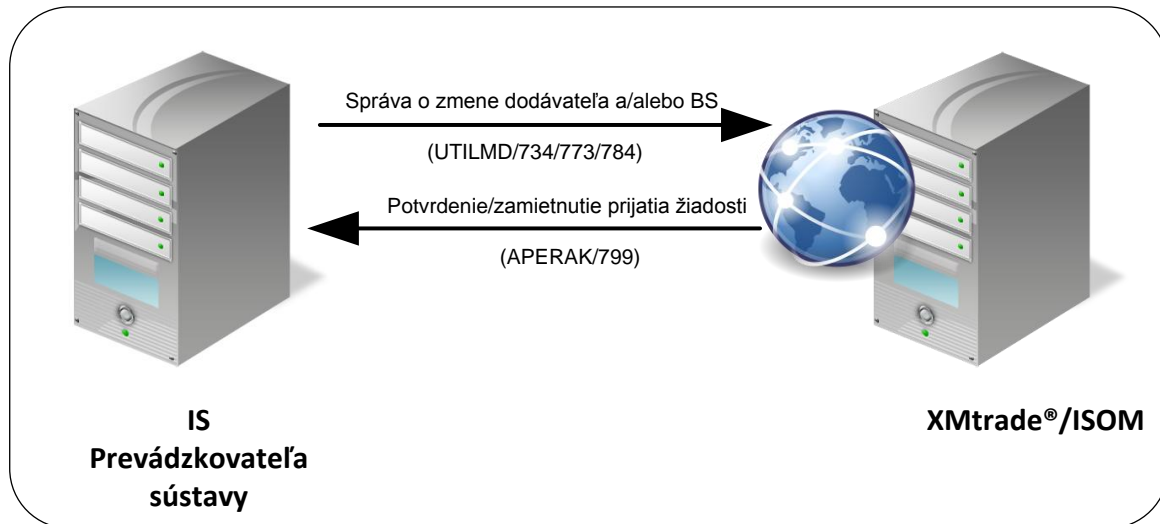 Správa o zmene dodávateľa a/alebo BS
(UTILMD/734/773/784)
Potvrdenie/zamietnutie prijatia žiadosti
(APERAK/799)
IS
Prevádzkovateľa
sústavy
XMtrade®/ISOM